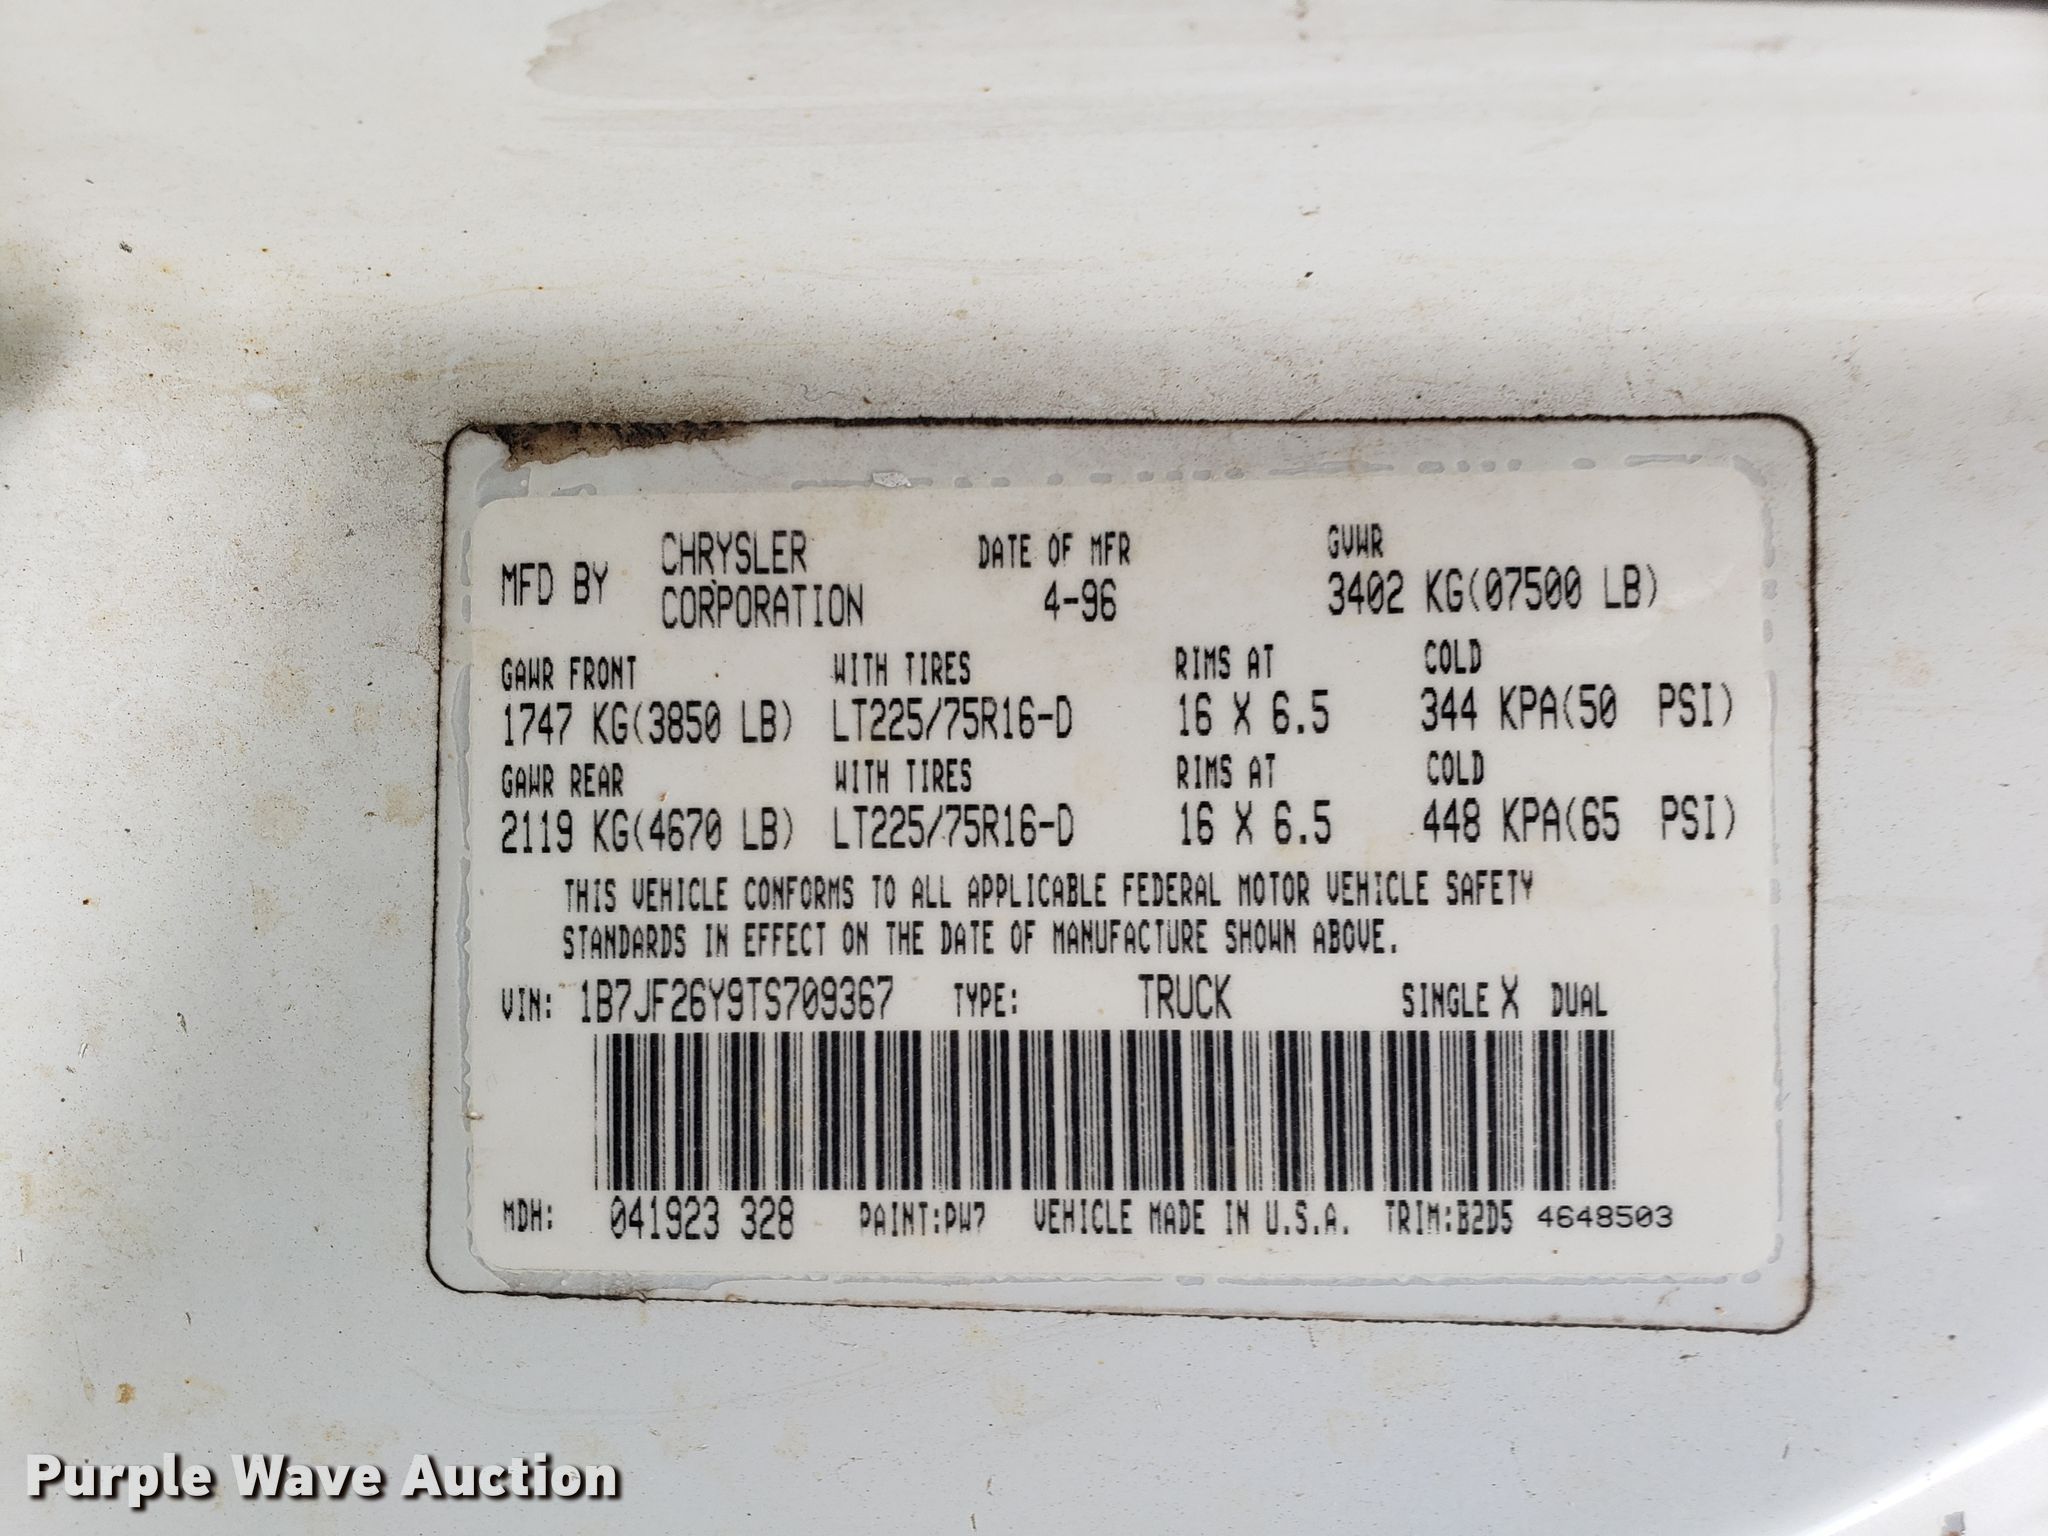 MFD BY CHRYSLER CORPORATION DATE OF MFR 4-96 GVWR 3402 KG(07500 LB)
GAWR FRONT WITH TIRES RIMS AT COLD
1747 KG(3850 LB) LT225/75R16-D 16 X 6.5 344 KPA(50 PSI)
GAWR REAR WITH TIRES RIMS AT COLD
2119 KG(4670 LB) LT225/75R16-D 16 X 6.5 448 KPA(65 PSI)
THIS VEHICLE CONFORMS TO ALL APPLICABLE FEDERAL MOTOR VEHICLE SAFETY
STANDARDS IN EFFECT ON THE DATE OF MANUFACTURE SHOWN ABOVE.
VIN: 1B7JF26Y9TS709367 TYPE: TRUCK SINGLE X DUAL
MDH: 041923 328 PAINT:PW7 VEHICLE MADE IN U.S.A. TRIM:B2D5 4648503
Purple Wave Auction